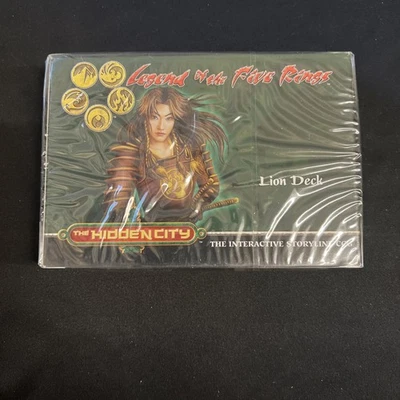 Legend of the Five Rings
Lion Deck
THE HIDDEN CITY
THE INTERACTIVE STORYLINE CCG